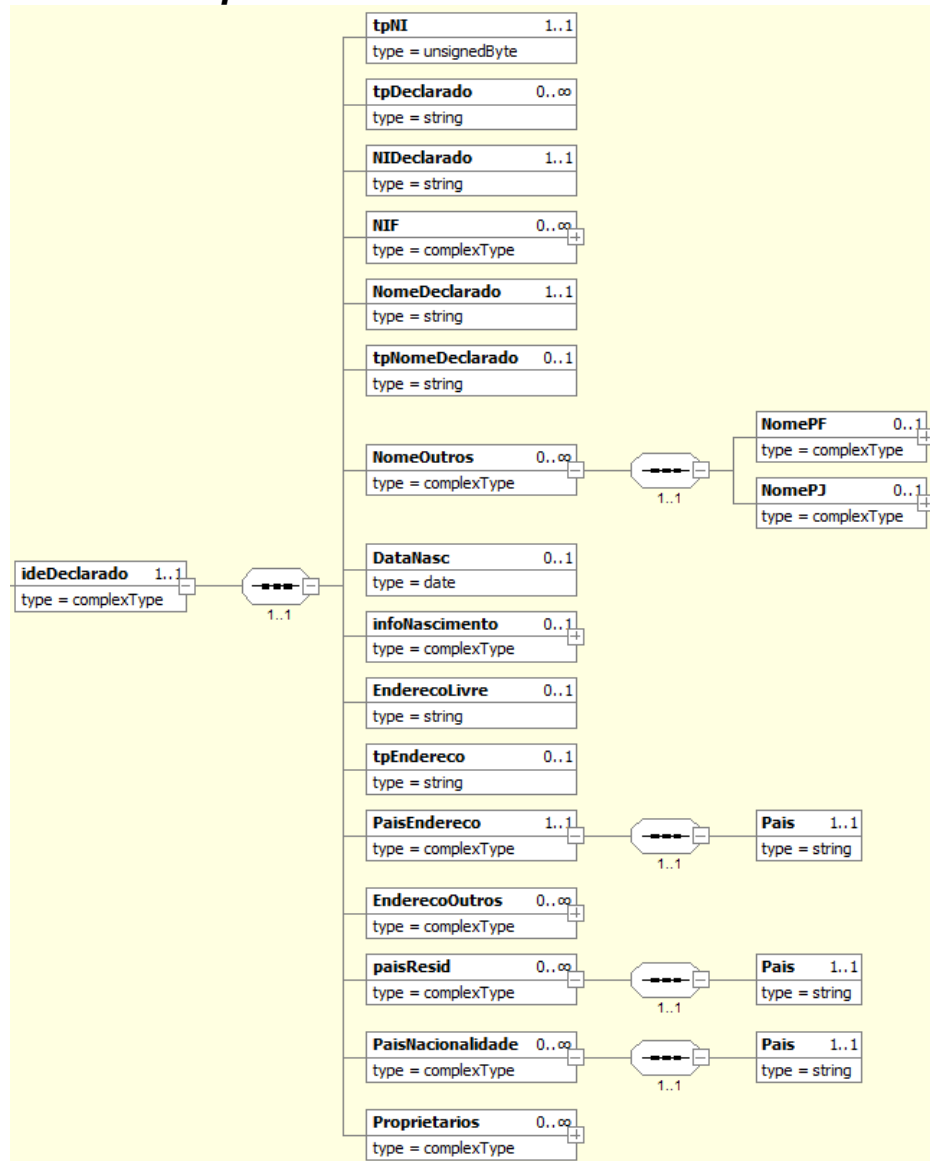 tpNI 1..1
type = unsignedByte
tpDeclarado 0..∞
type = string
NIDeclarado 1..1
type = string
NIF 0..∞
type = complexType
NomeDeclarado 1..1
type = string
tpNomeDeclarado 0..1
type = string
NomePF 0..1
type = complexType
NomeOutros 0..∞
type = complexType
1..1
NomePJ 0..1
type = complexType
DataNasc 0..1
type = date
ideDeclarado 1..1
type = complexType
1..1
infoNascimento 0..1
type = complexType
EnderecoLivre 0..1
type = string
tpEndereco 0..1
type = string
PaisEndereco 1..1
type = complexType
1..1
Pais 1..1
type = string
EnderecoOutros 0..∞
type = complexType
paisResid 0..∞
type = complexType
1..1
Pais 1..1
type = string
PaisNacionalidade 0..∞
type = complexType
1..1
Pais 1..1
type = string
Proprietarios 0..∞
type = complexType